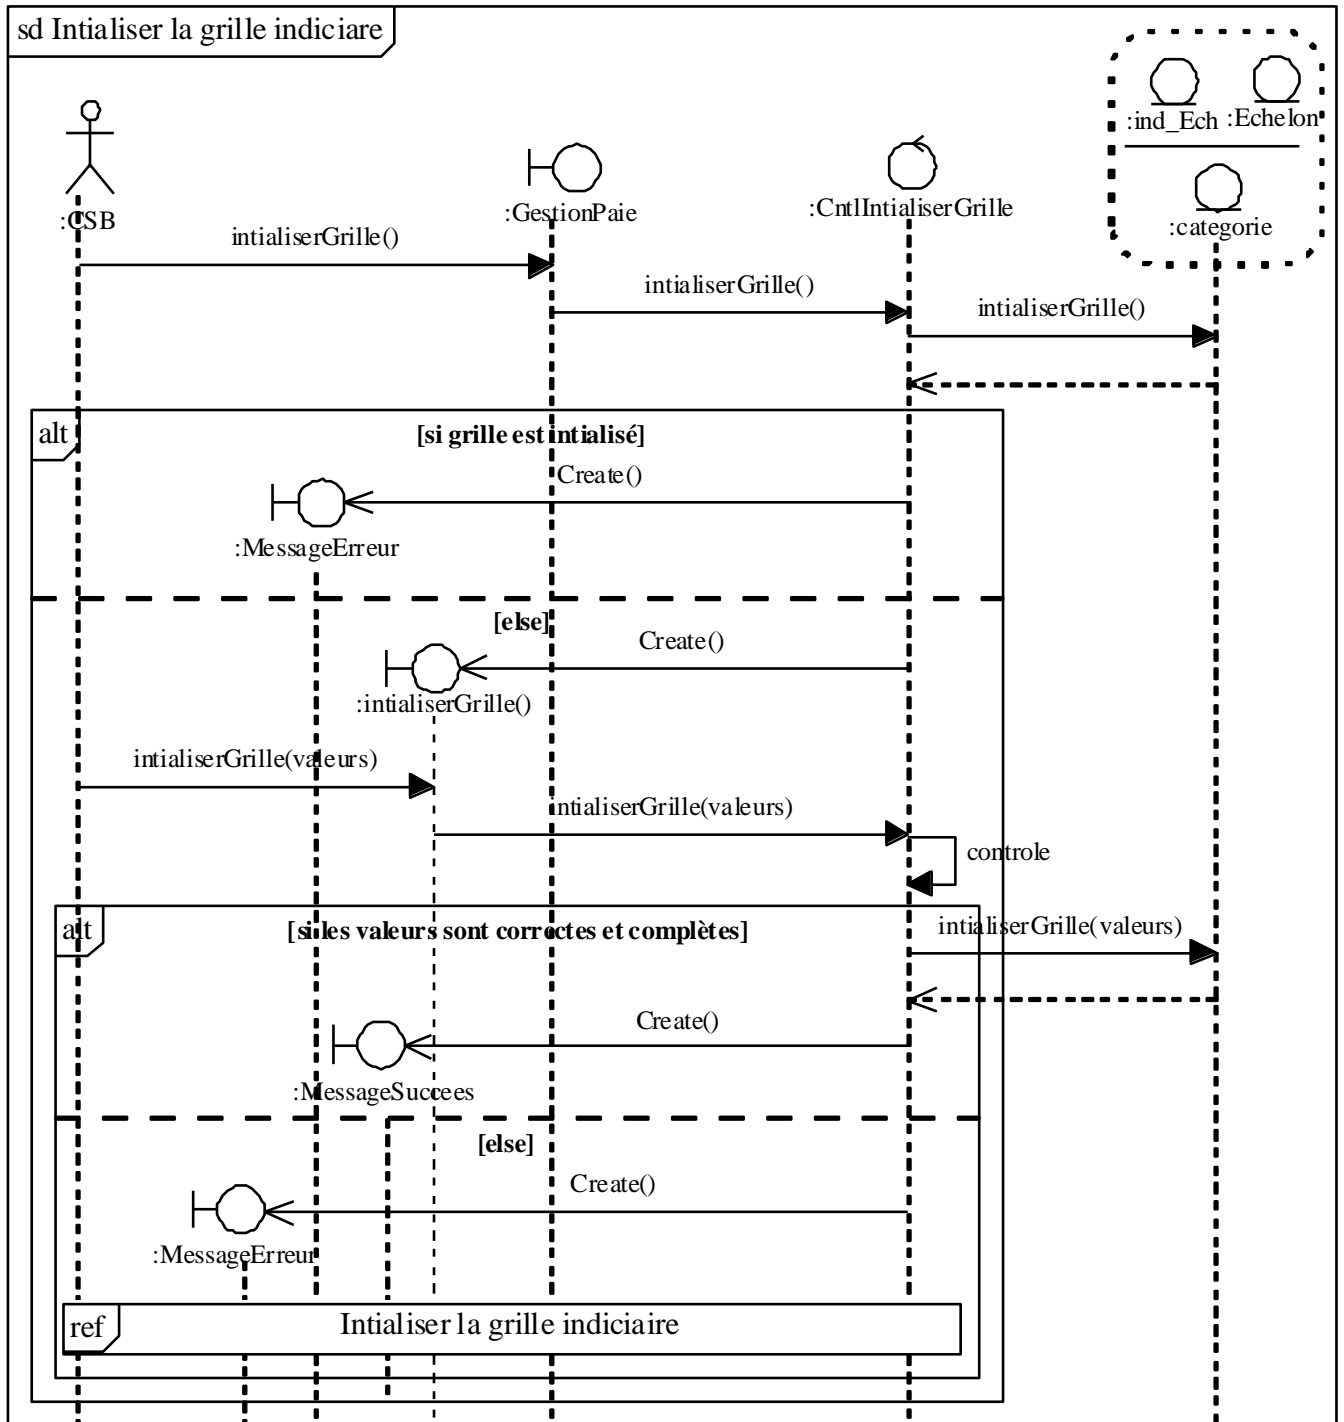 sd Intialiser la grille indiciare
:ind_Ech :Echelon
:CSB
:GestionPaie
:CntlIntialiserGrille
:categorie
intialiserGrille()
intialiserGrille()
intialiserGrille()
alt
[si grille est intialisé]
Create()
:MessageErreur
[else]
Create()
:intialiserGrille()
intialiserGrille(valeurs)
intialiserGrille(valeurs)
controle
alt
[si les valeurs sont correctes et complètes]
intialiserGrille(valeurs)
Create()
:MessageSuccees
[else]
Create()
:MessageErreur
ref
Intialiser la grille indiciaire